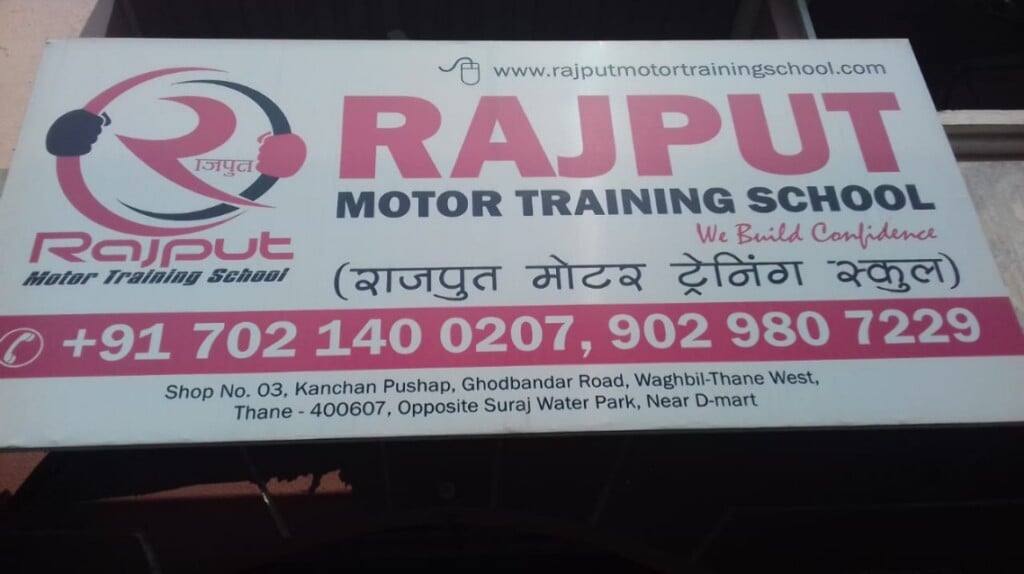 www.rajputmotortrainingschool.com
RAJPUT
MOTOR TRAINING SCHOOL
We Build Confidence
(राजपुत मोटर ट्रेनिंग स्कुल)
राजपुत
Rajput
Motor Training School
+91 702 140 0207, 902 980 7229
Shop No. 03, Kanchan Pushap, Ghodbandar Road, Waghbil-Thane West,
Thane - 400607, Opposite Suraj Water Park, Near D-mart